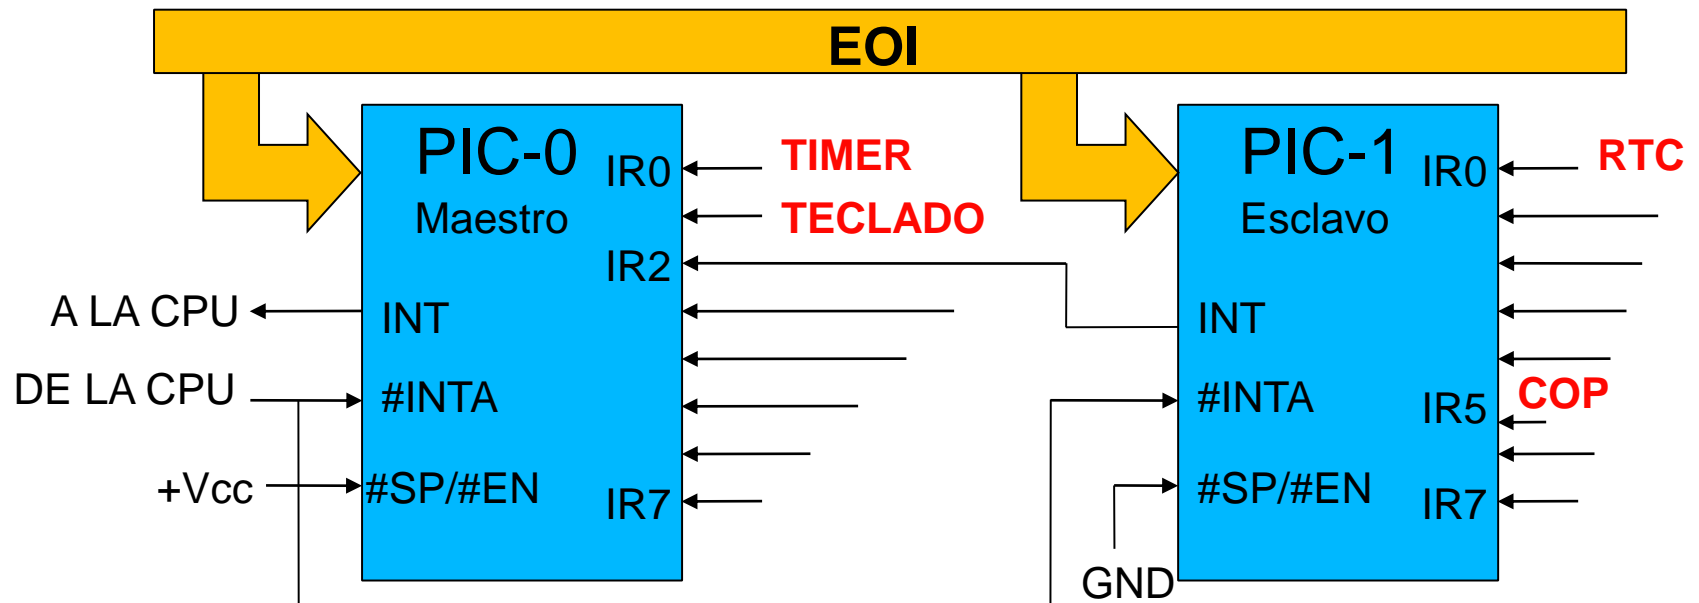 EOI
PIC-0
Maestro
IR0
TIMER
TECLADO
IR2
A LA CPU
INT
DE LA CPU
#INTA
+Vcc
#SP/#EN
IR7
PIC-1
Esclavo
IR0
RTC
INT
#INTA
IR5
COP
#SP/#EN
IR7
GND